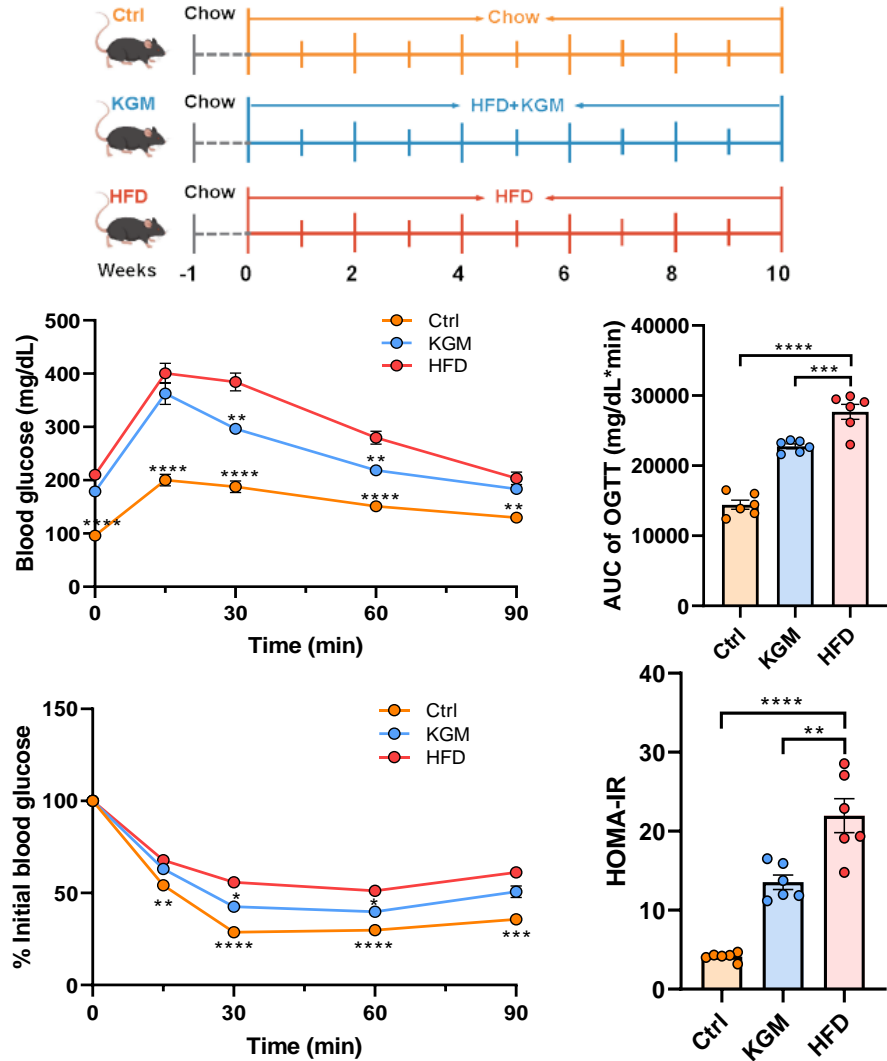 Ctrl Chow Chow
KGM Chow HFD+KGM
HFD Chow HFD
Weeks -1 0 2 4 6 8 10
Blood glucose (mg/dL)
500
400
300
200
100
0
Ctrl
KGM
HFD
**
**
**** **** **** **** **
0 30 60 90
Time (min)
AUC of OGTT (mg/dL*min)
40000
30000
20000
10000
0
****
***
Ctrl KGM HFD
% Initial blood glucose
150
100
50
0
Ctrl
KGM
HFD
* *
** **** **** ***
0 30 60 90
Time (min)
HOMA-IR
40
30
20
10
0
****
**
Ctrl KGM HFD